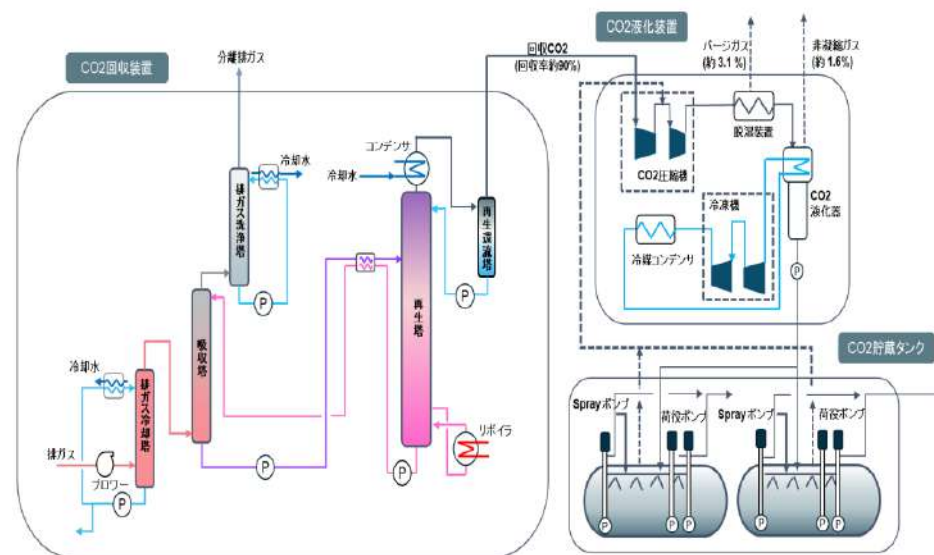 CO2回収装置
分離排ガス
冷却水
排ガス洗浄塔
コンデンサ
冷却水
再生還流塔
再生塔
吸収塔
冷却水
排ガス冷却塔
排ガス
ブロワー
リボイラ
P
P
P
P
P
回収CO2
(回収率約90%)
CO2液化装置
パージガス
(約 3.1 %)
非凝縮ガス
(約1.6%)
脱湿装置
CO2圧縮機
冷凍機
CO2
液化器
冷媒コンデンサ
P
CO2貯蔵タンク
Sprayポンプ
荷役ポンプ
Sprayポンプ
荷役ポンプ
P
P
P
P
P
P